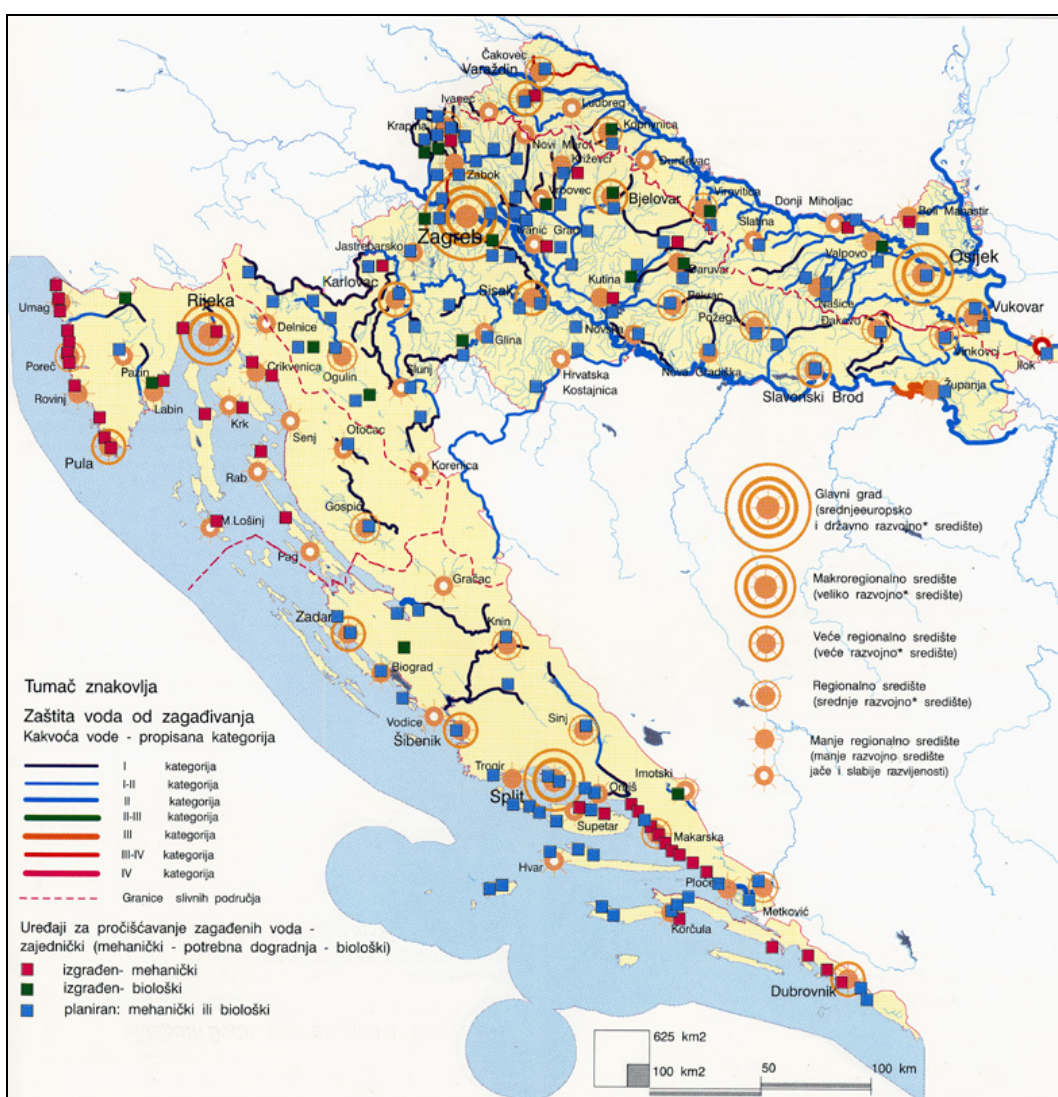 Čakovec
Varaždin
Ivanec
Luobreg
Krapina
Koprivnica
Novi Marof
Križevci
Đurđevac
Zabok
Vrbovec
Bjelovar
Virovitica
Donji Miholjac
Beli Manastir
Zagreb
Ivanić Grad
Slatina
Valpovo
Osijek
Jastrebarsko
Karlovac
Sisak
Kutina
Daruvar
Našice
Vukovar
Umag
Rijeka
Delnice
Pakrac
Požega
Đakovo
Vinkovci
Ilok
Glina
Novska
Poreč
Pazin
Crikvenica
Ogulin
Slunj
Hrvatska
Kostajnica
Nova Gradiška
Slavonski Brod
Županja
Rovinj
Labin
Krk
Senj
Otočac
Pula
Rab
Korenica
M.Lošinj
Gospić
Pag
Gračac
Zadar
Knin
Biograd
Vodice
Šibenik
Sinj
Trogir
Split
Omiš
Imotski
Supetar
Makarska
Hvar
Ploče
Korčula
Metković
Dubrovnik
Glavni grad
(srednjeeuropsko
i državno razvojno* središte)
Makroregionalno središte
(veliko razvojno* središte)
Veće regionalno središte
(veće razvojno* središte)
Regionalno središte
(srednje razvojno* središte)
Manje regionalno središte
(manje razvojno središte
jače i slabije razvijenosti)
Tumač znakovlja
Zaštita voda od zagađivanja
Kakvoća vode - propisana kategorija
I kategorija
I-II kategorija
II kategorija
II-III kategorija
III kategorija
III-IV kategorija
IV kategorija
Granice slivnih područja
Uređaji za pročišćavanje zagađenih voda -
zajednički (mehanički - potrebna dogradnja - biološki)
izgrađen- mehanički
izgrađen- biološki
planiran: mehanički ili biološki
625 km2
100 km2
50
100 km